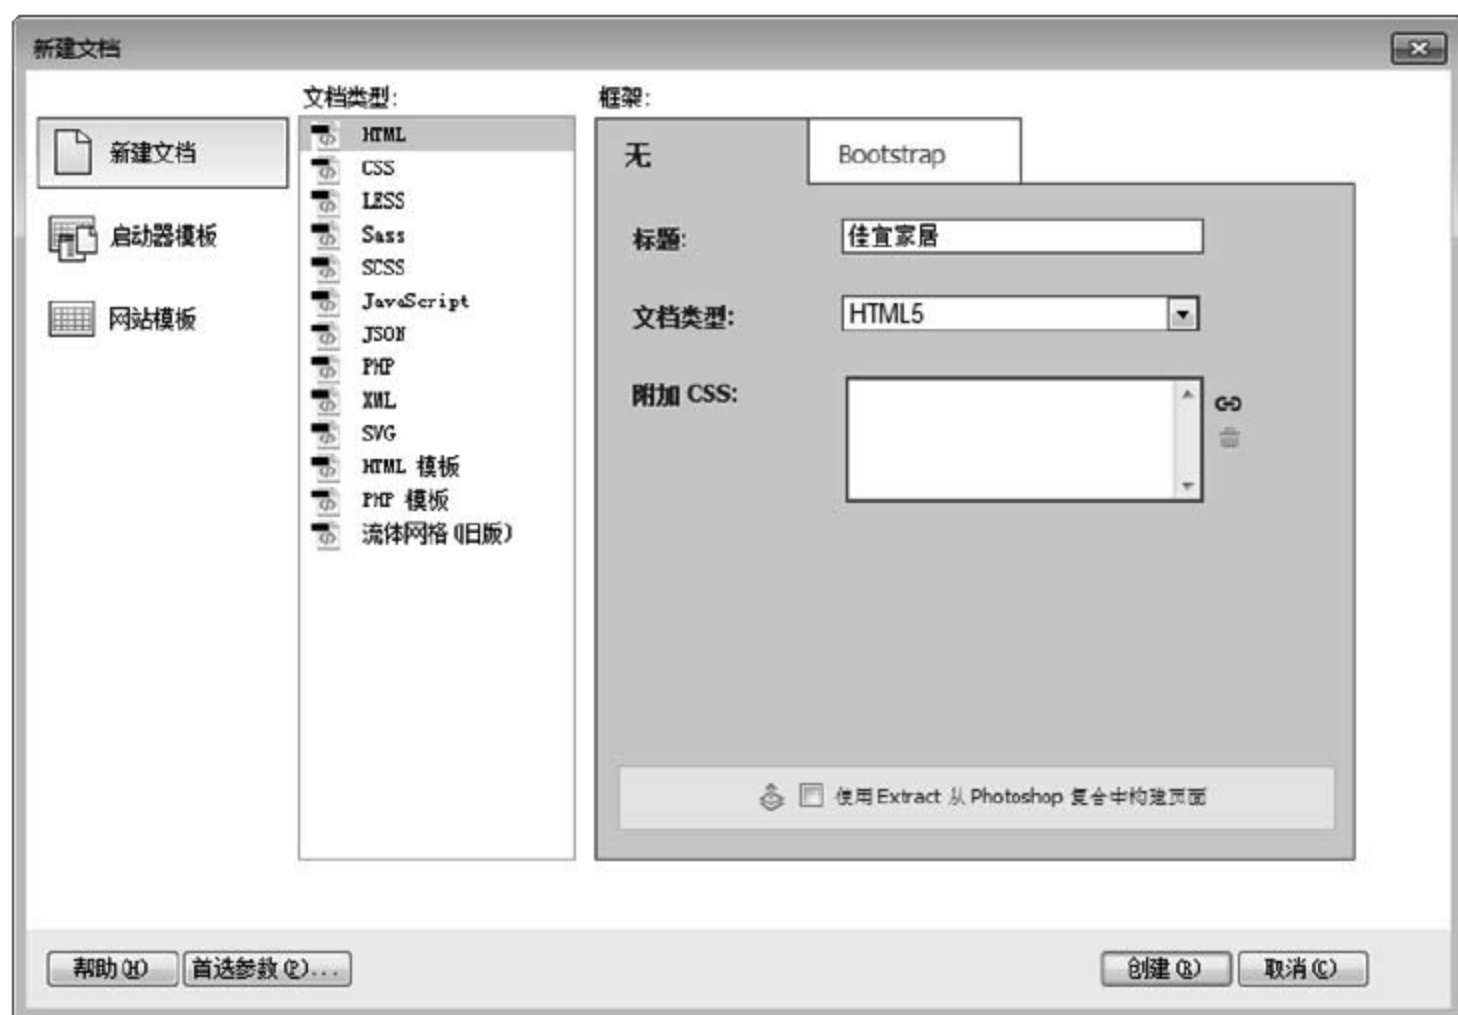 新建文档
文档类型:
框架:
新建文档
启动器模板
网站模板
HTML
CSS
LESS
Sass
SCSS
JavaScript
JSON
PHP
XML
SVG
HTML 模板
PHP 模板
流体网格(旧版)
无
Bootstrap
标题:
佳宜家居
文档类型:
HTML5
附加 CSS:
使用 Extract 从 Photoshop 复合中构建页面
帮助(H)
首选参数(P)...
创建(R)
取消(C)